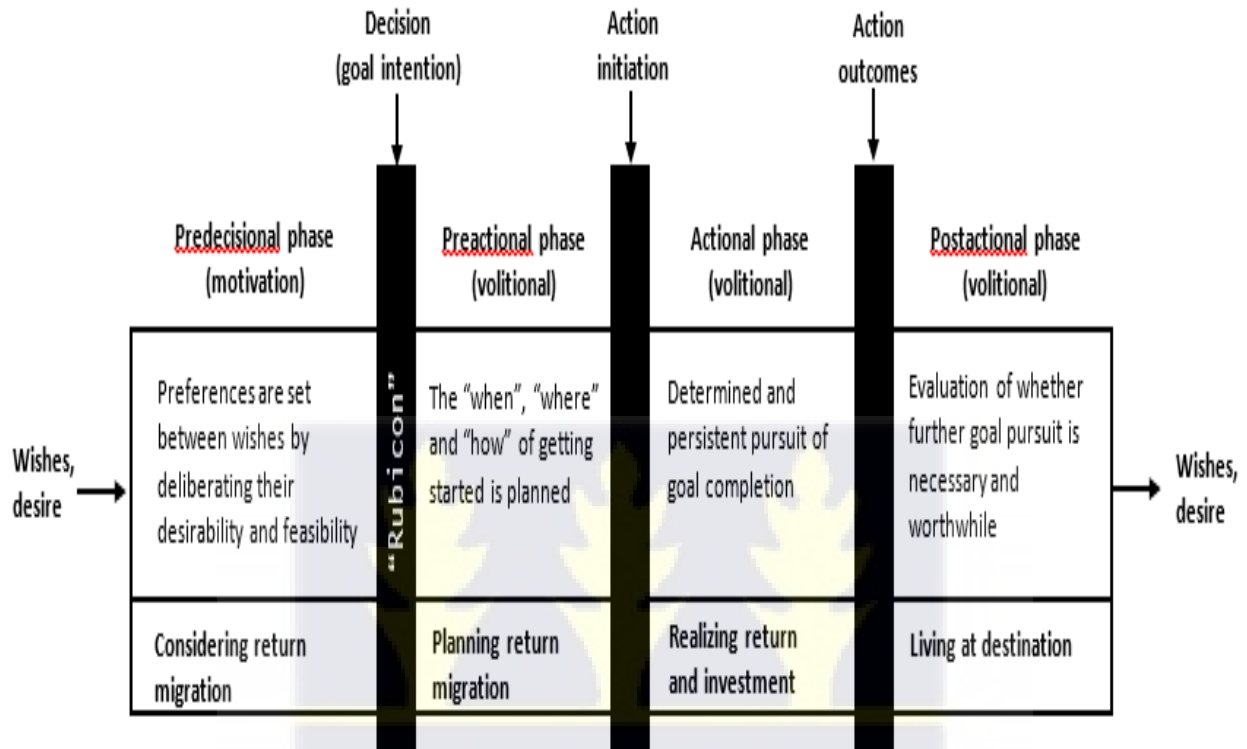 Decision
(goal intention)
Action
initiation
Action
outcomes
Predecisional phase
(motivation)
Preactional phase
(volitional)
Actional phase
(volitional)
Postactional phase
(volitional)
Wishes,
desire
Preferences are set
between wishes by
deliberating their
desirability and feasibility
“Rubicon”
The “when”, “where”
and “how” of getting
started is planned
Determined and
persistent pursuit of
goal completion
Evaluation of whether
further goal pursuit is
necessary and
worthwhile
Wishes,
desire
Considering return
migration
Planning return
migration
Realizing return
and investment
Living at destination